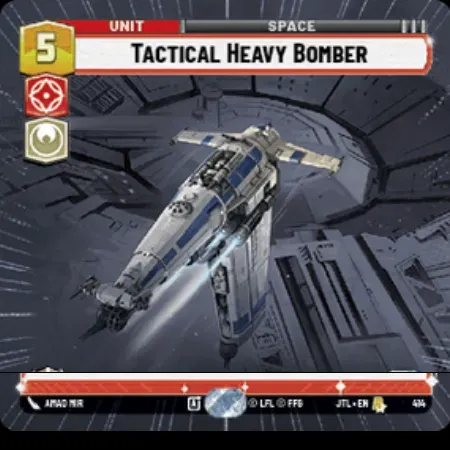 UNIT SPACE
5 TACTICAL HEAVY BOMBER
AMAD MIR A © LFL © FFG JTL • EN 414